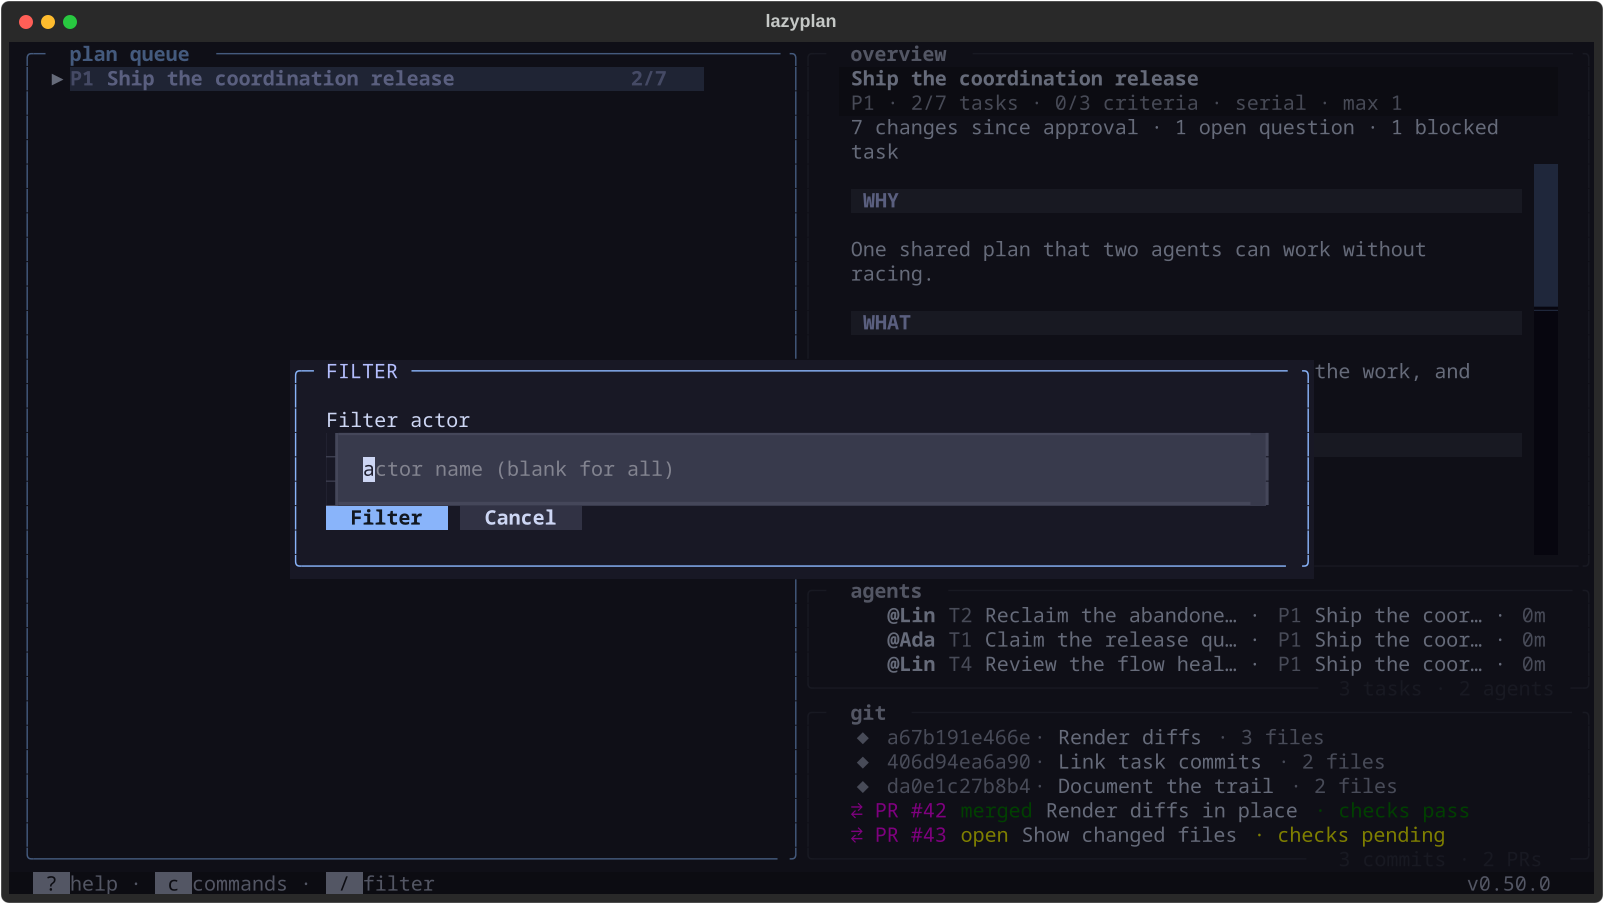 lazyplan
plan queue
▶ P1 Ship the coordination release 2/7
overview
Ship the coordination release
P1 · 2/7 tasks · 0/3 criteria · serial · max 1
7 changes since approval · 1 open question · 1 blocked
task
WHY
One shared plan that two agents can work without
racing.
WHAT
the work, and
FILTER
Filter actor
actor name (blank for all)
Filter Cancel
agents
@Lin T2 Reclaim the abandone… · P1 Ship the coor… · 0m
@Ada T1 Claim the release qu… · P1 Ship the coor… · 0m
@Lin T4 Review the flow heal… · P1 Ship the coor… · 0m
3 tasks · 2 agents
git
◆ a67b191e466e · Render diffs · 3 files
◆ 406d94ea6a90 · Link task commits · 2 files
◆ da0e1c27b8b4 · Document the trail · 2 files
⇄ PR #42 merged Render diffs in place · checks pass
⇄ PR #43 open Show changed files · checks pending
3 commits · 2 PRs
? help · c commands · / filter
v0.50.0